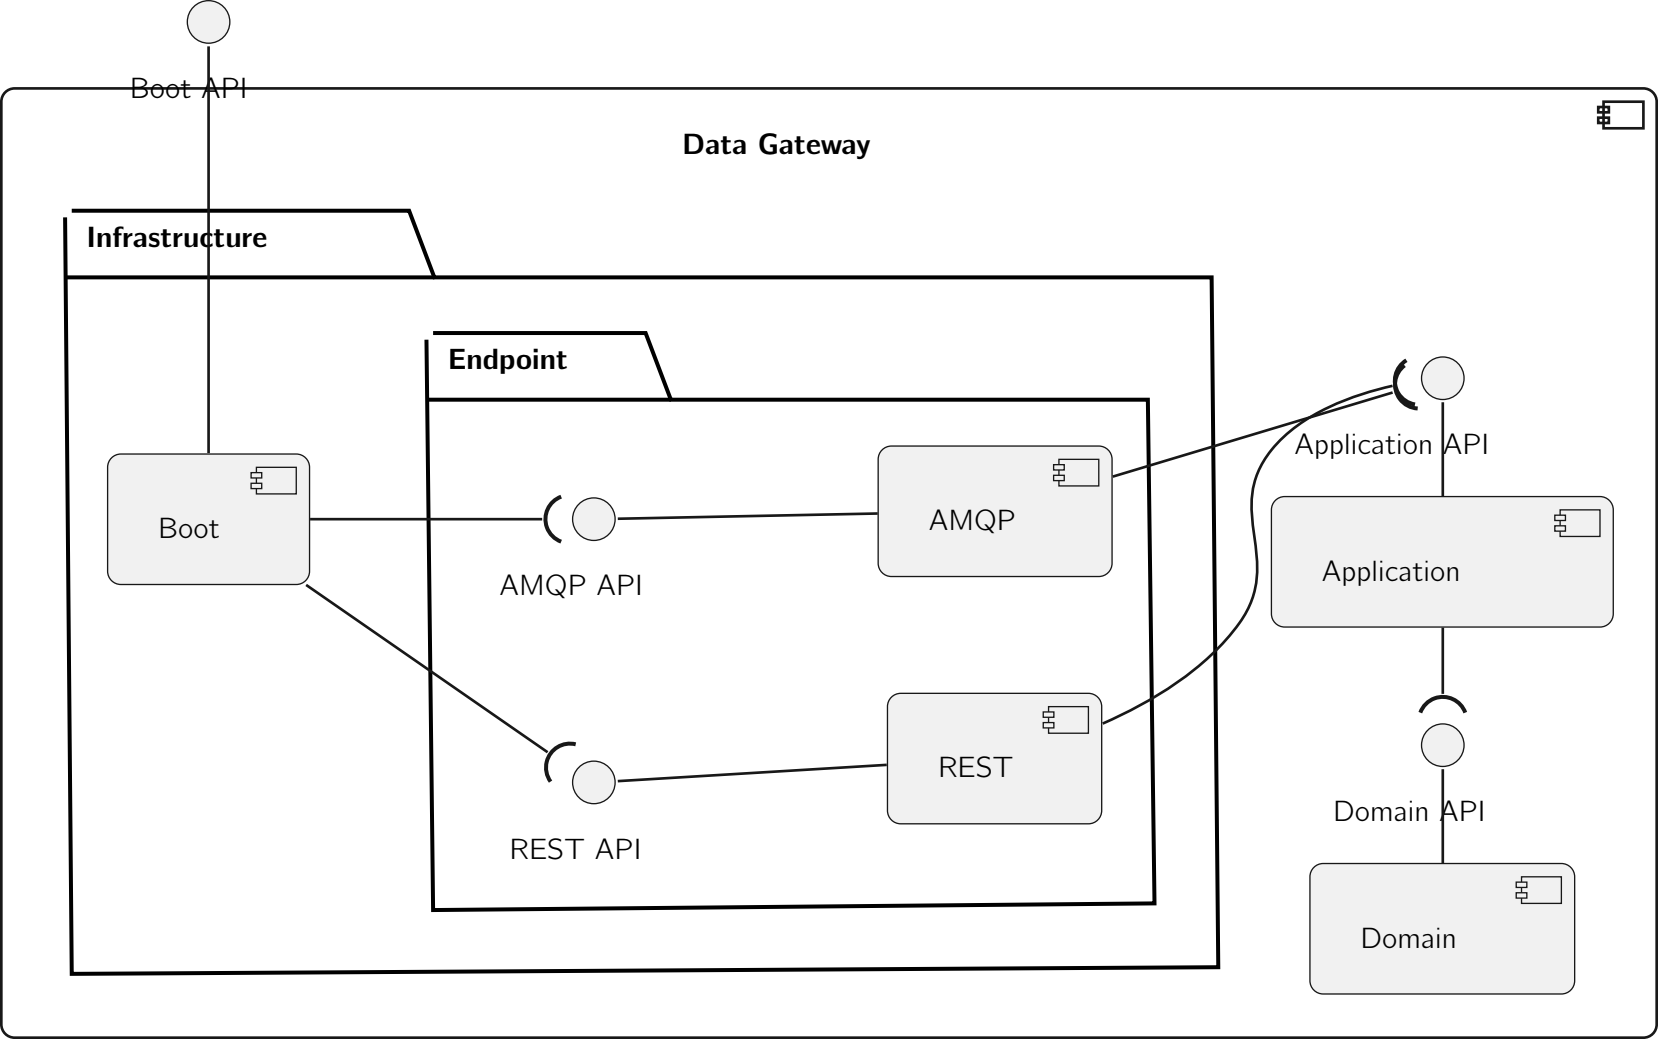 Boot API
Data Gateway
Infrastructure
Endpoint
Application API
Boot
AMQP
AMQP API
Application
REST
REST API
Domain API
Domain